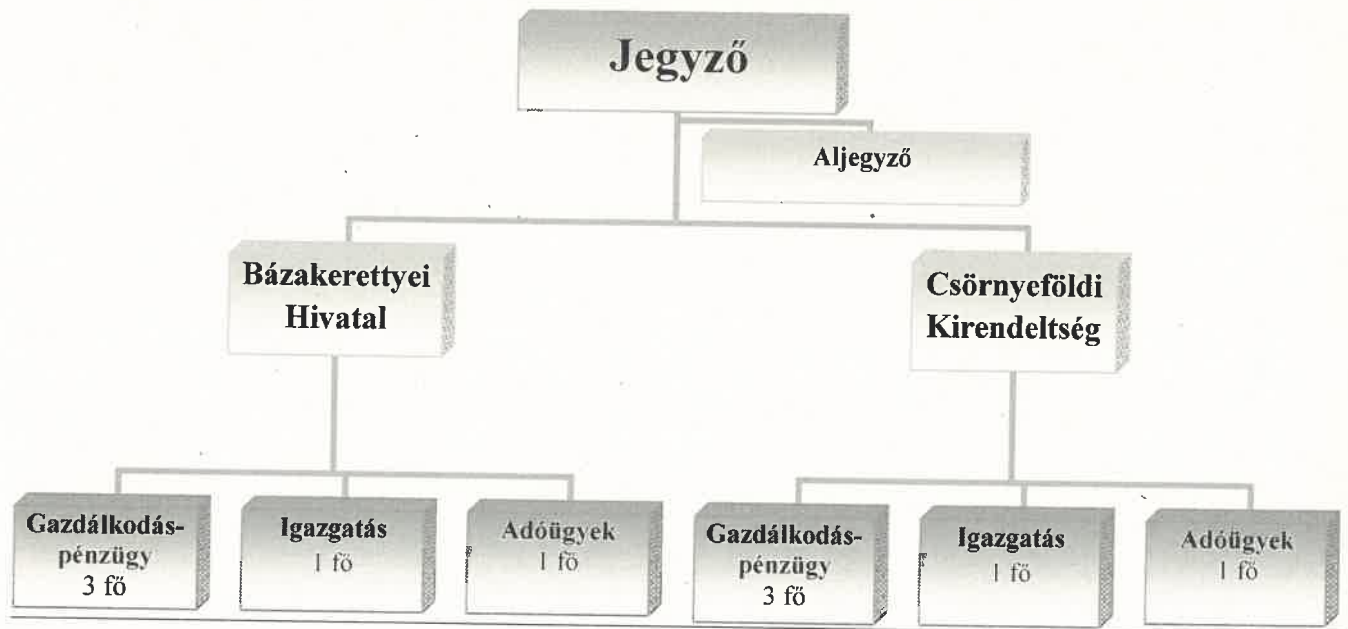 Jegyző
Aljegyző
Bázakerettyei
Hivatal
Csörnyeföldi
Kirendeltség
Gazdálkodás-
pénzügy
3 fő
Igazgatás
1 fő
Adóügyek
1 fő
Gazdálkodás-
pénzügy
3 fő
Igazgatás
1 fő
Adóügyek
1 fő